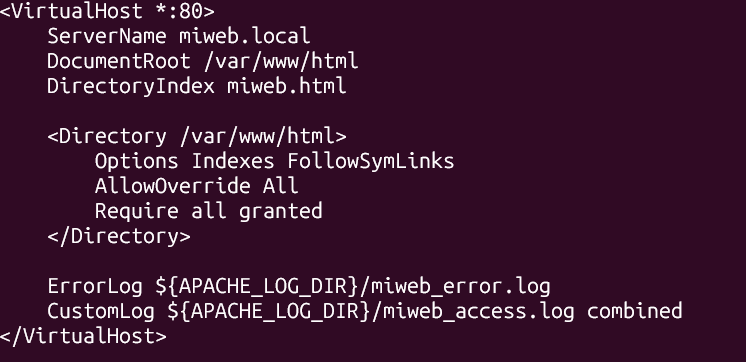 <VirtualHost *:80>
    ServerName miweb.local
    DocumentRoot /var/www/html
    DirectoryIndex miweb.html

    <Directory /var/www/html>
        Options Indexes FollowSymLinks
        AllowOverride All
        Require all granted
    </Directory>

    ErrorLog ${APACHE_LOG_DIR}/miweb_error.log
    CustomLog ${APACHE_LOG_DIR}/miweb_access.log combined
</VirtualHost>